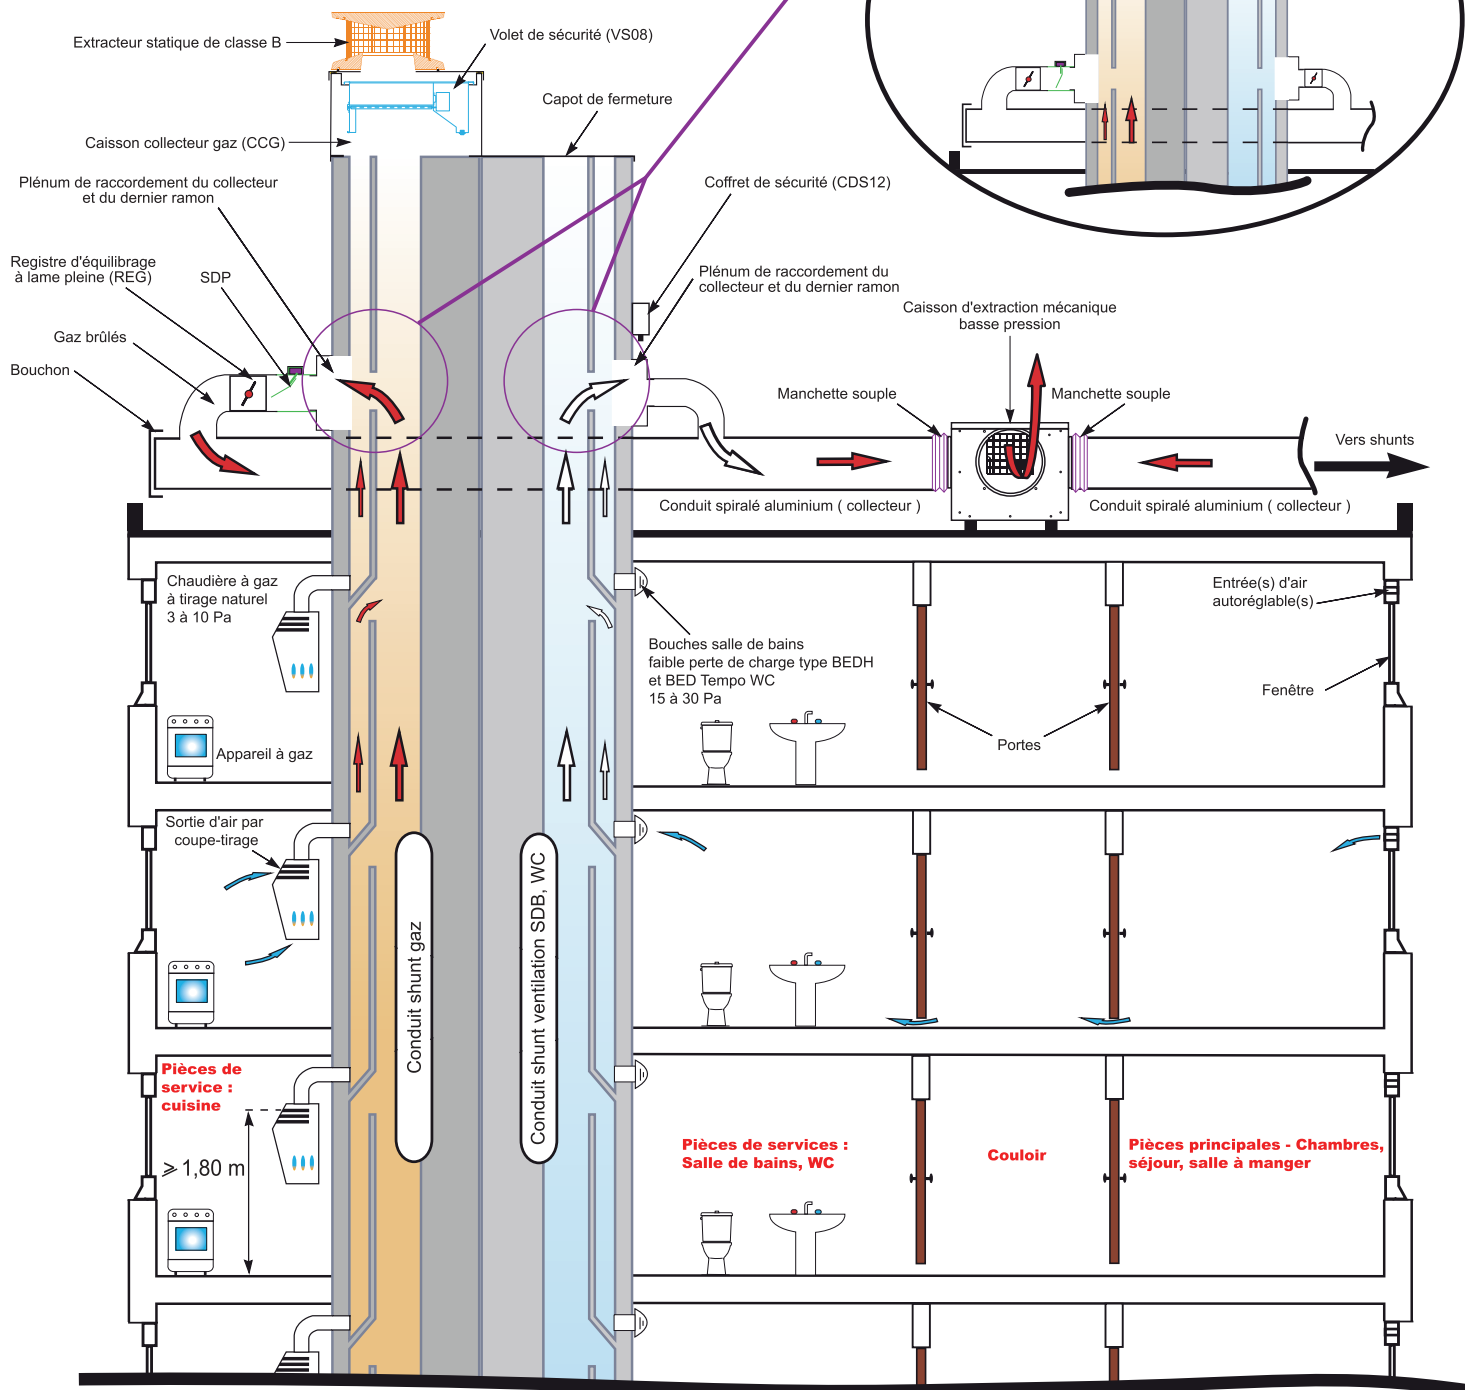 Extracteur statique de classe B
Volet de sécurité (VS08)
Capot de fermeture
Caisson collecteur gaz (CCG)
Plénum de raccordement du collecteur
et du dernier ramon
Coffret de sécurité (CDS12)
Registre d'équilibrage
à lame pleine (REG)
SDP
Plénum de raccordement du
collecteur et du dernier ramon
Caisson d'extraction mécanique
basse pression
Gaz brûlés
Bouchon
Manchette souple
Manchette souple
Vers shunts
Conduit spiralé aluminium ( collecteur )
Conduit spiralé aluminium ( collecteur )
Chaudière à gaz
à tirage naturel
3 à 10 Pa
Entrée(s) d'air
autoréglable(s)
Bouches salle de bains
faible perte de charge type BEDH
et BED Tempo WC
15 à 30 Pa
Fenêtre
Portes
Appareil à gaz
Sortie d'air par
coupe-tirage
Conduit shunt gaz
Conduit shunt ventilation SDB, WC
Pièces de
service :
cuisine
⩾ 1,80 m
Pièces de services :
Salle de bains, WC
Couloir
Pièces principales - Chambres,
séjour, salle à manger